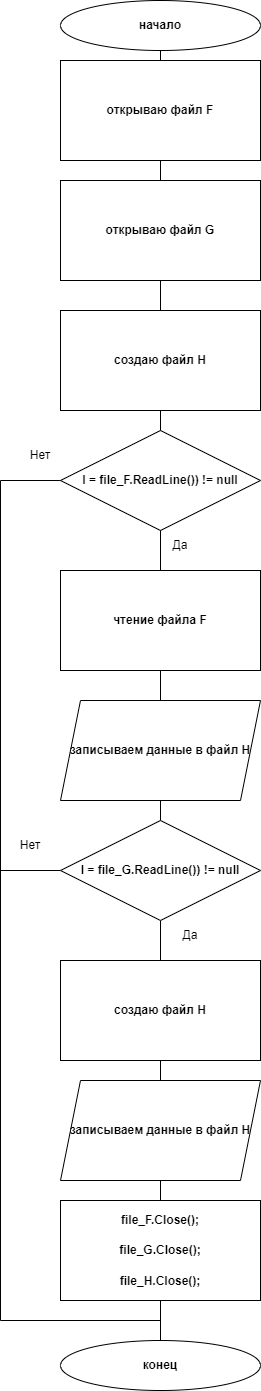 начало
открываю файл F
открываю файл G
создаю файл H
Нет
l = file_F.ReadLine()) != null
Да
чтение файла F
записываем данные в файл H
Нет
l = file_G.ReadLine()) != null
Да
создаю файл H
записываем данные в файл H
file_F.Close();
file_G.Close();
file_H.Close();
конец